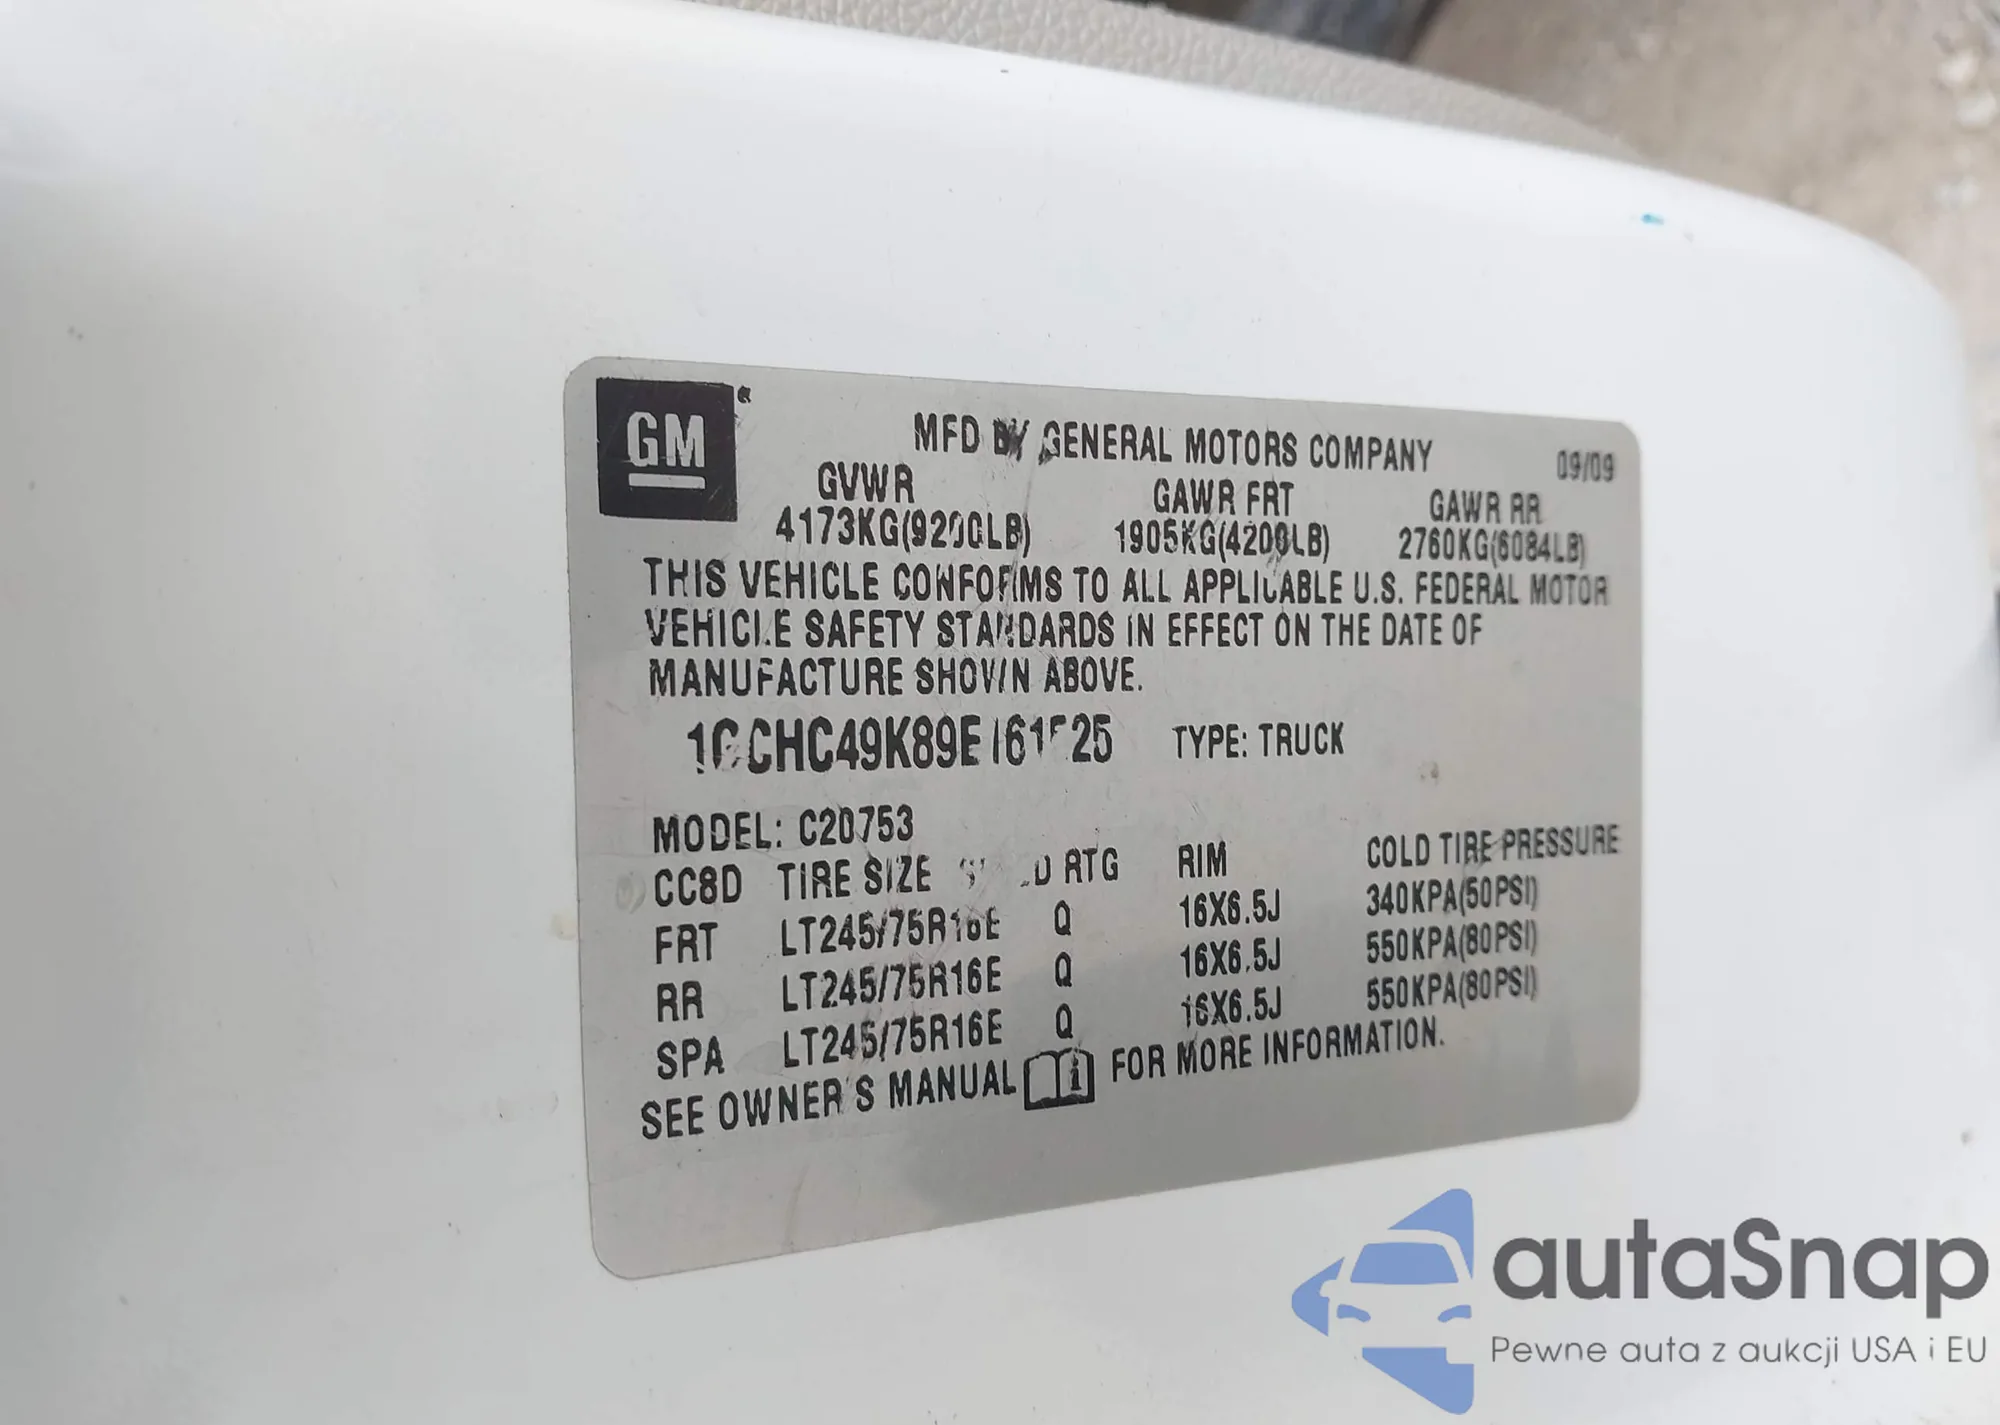 GM
MFD BY GENERAL MOTORS COMPANY 09/09
GVWR GAWR FRT GAWR RR
4173KG(9200LB) 1905KG(4200LB) 2760KG(6084LB)
THIS VEHICLE CONFORMS TO ALL APPLICABLE U.S. FEDERAL MOTOR
VEHICLE SAFETY STANDARDS IN EFFECT ON THE DATE OF
MANUFACTURE SHOWN ABOVE.
TYPE: TRUCK
MODEL: C20753
CC8D TIRE SIZE RTG RIM COLD TIRE PRESSURE
FRT LT245/75R16E Q 16X6.5J 340KPA(50PSI)
RR LT245/75R16E Q 16X6.5J 550KPA(80PSI)
SPA LT245/75R16E Q 16X6.5J 550KPA(80PSI)
SEE OWNER'S MANUAL FOR MORE INFORMATION.
autaSnap
Pewne auta z aukcji USA i EU